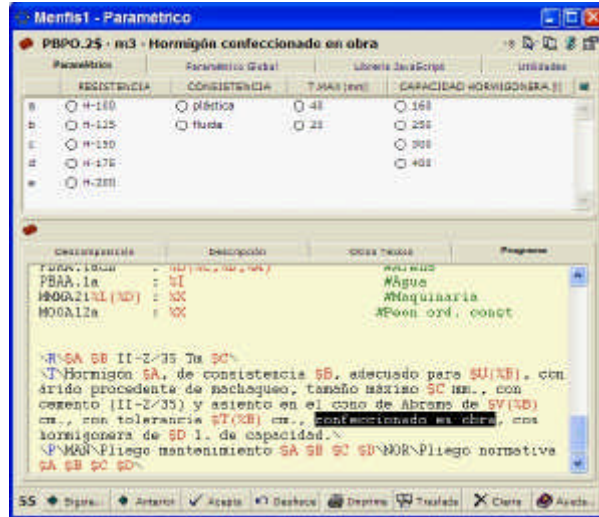 Menfis1 - Paramétrico
PBPO.2$ - m3 - Hormigón confeccionado en obra
Paramétrico Paramétrico Global Librería JavaScript Utilidades
RESISTENCIA CONSISTENCIA T.MAX (mm) CAPACIDAD HORMIGONERA
a H-100 plástica 40 160
b H-125 fluida 20 250
c H-150 300
d H-175 400
e H-200
Descomposición Descripción Otros Textos Programa
PBAA.1a : %I #Agua
MMMA21%L(%D) : %X #Maquinaria
MOOA12a : %X #Peon ord. const
\R\$A $B II-Z/35 Tm $C\
\T\Hormigón $A, de consistencia $B, adecuado para $U(%B), con
árido procedente de machaqueo, tamaño máximo $C mm., con
cemento (II-Z/35) y asiento en el cono de Abrams de $V(%B)
cm., con tolerancia $T(%B) cm., confeccionado en obra, con
hormigonera de $D l. de capacidad.\
\P\MAN\Pliego mantenimiento $A $B $C $D\NOR\Pliego normativa
$A $B $C $D\
SS Siguie... Anterior Acepta Deshace Imprime Traslada Cierra Ayuda...